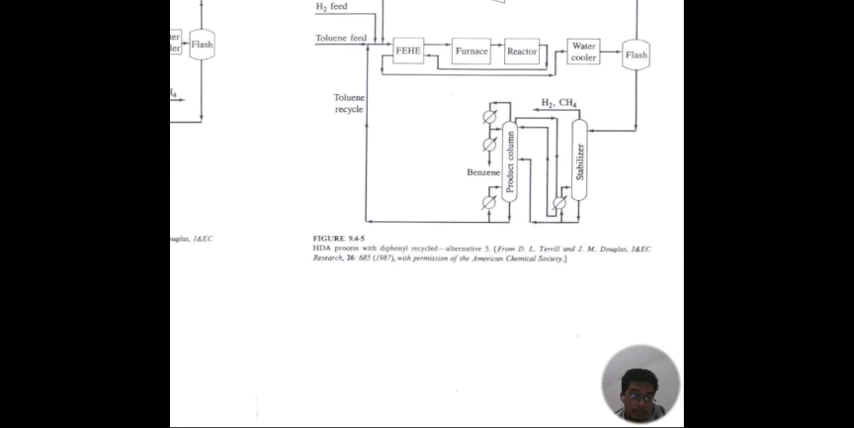 H₂ feed
Toluene feed
FEHE
Furnace
Reactor
Water
cooler
Flash
Flash
Toluene
recycle
H₂, CH₄
Product column
Stabilizer
Benzene
ouglas, I&EC
FIGURE 9.4-5
HDA process with diphenyl recycled—alternative 5. [From D. L. Terrill and J. M. Douglas, I&EC
Research, 26: 685 (1987), with permission of the American Chemical Society.]